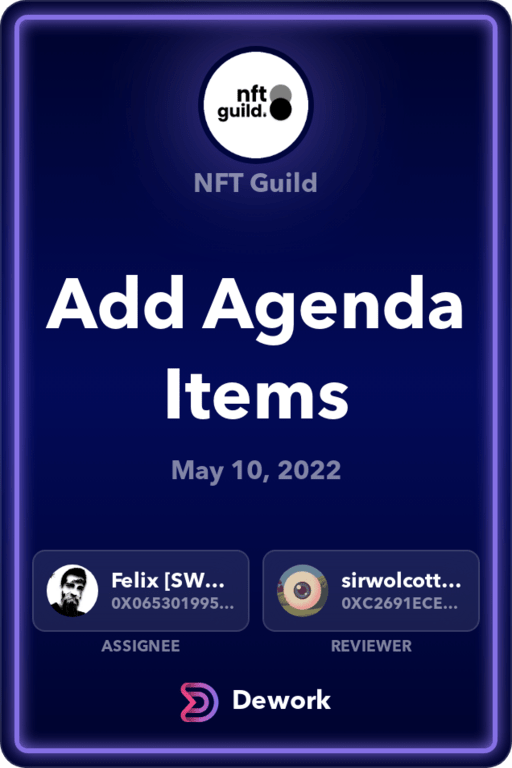 nft
guild.
NFT Guild
Add Agenda
Items
May 10, 2022
Felix [SW...
0X065301995...
sirwolcott...
0XC2691ECE...
ASSIGNEE
REVIEWER
Dework